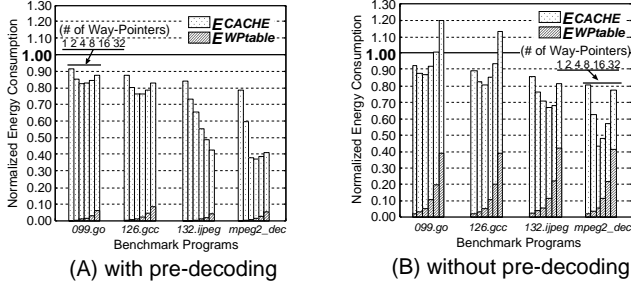 1.30
1.20
1.10
1.00
0.90
0.80
0.70
0.60
0.50
0.40
0.30
0.20
0.10
0.00
Normalized Energy Consumption
ECACHE
EWPtable
(# of Way-Pointers)
1 2 4 8 16 32
099.go 126.gcc 132.ijpeg mpeg2_dec
Benchmark Programs
(A) with pre-decoding
1.30
1.20
1.10
1.00
0.90
0.80
0.70
0.60
0.50
0.40
0.30
0.20
0.10
0.00
Normalized Energy Consumption
ECACHE
EWPtable
(# of Way-Pointers)
1 2 4 8 16 32
099.go 126.gcc 132.ijpeg mpeg2_dec
Benchmark Programs
(B) without pre-decoding